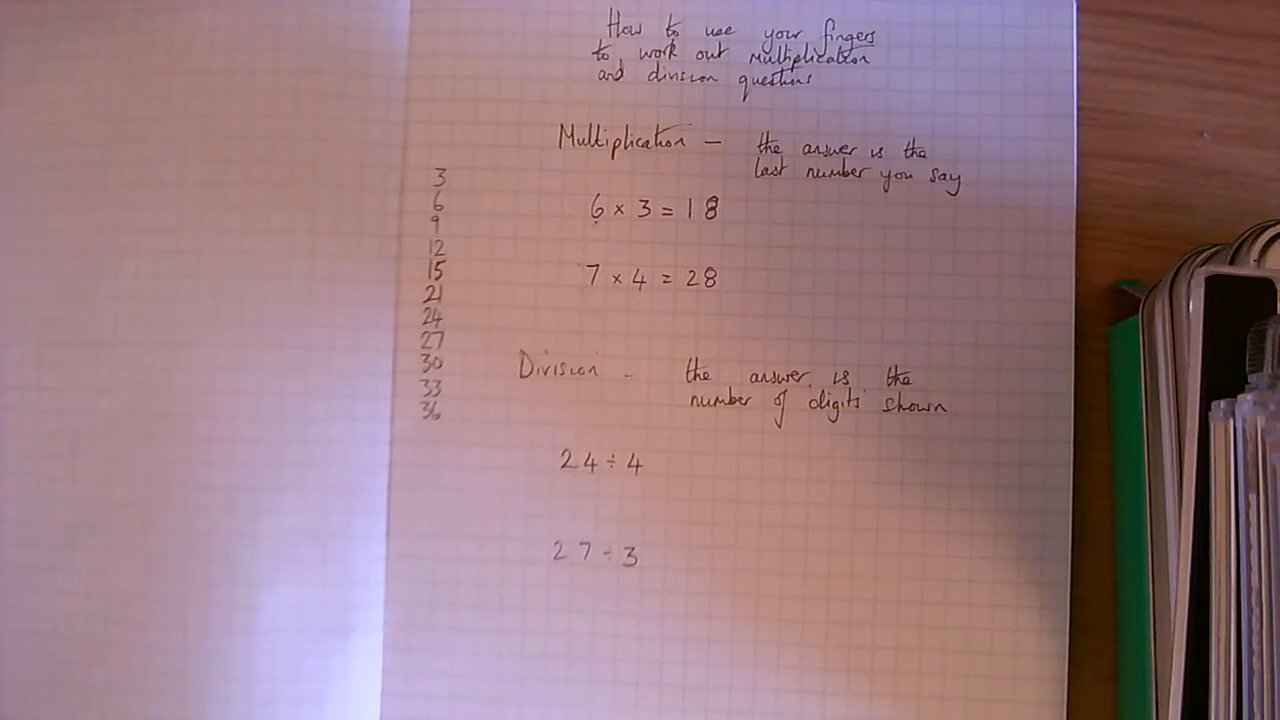 How to use your fingers
to work out multiplication
and division questions
Multiplication – the answer is the
last number you say
3
6
9
12
15
21
24
27
30
33
36
6 × 3 = 18
7 × 4 = 28
Division - the answer is the
number of digits shown
24 ÷ 4
27 ÷ 3